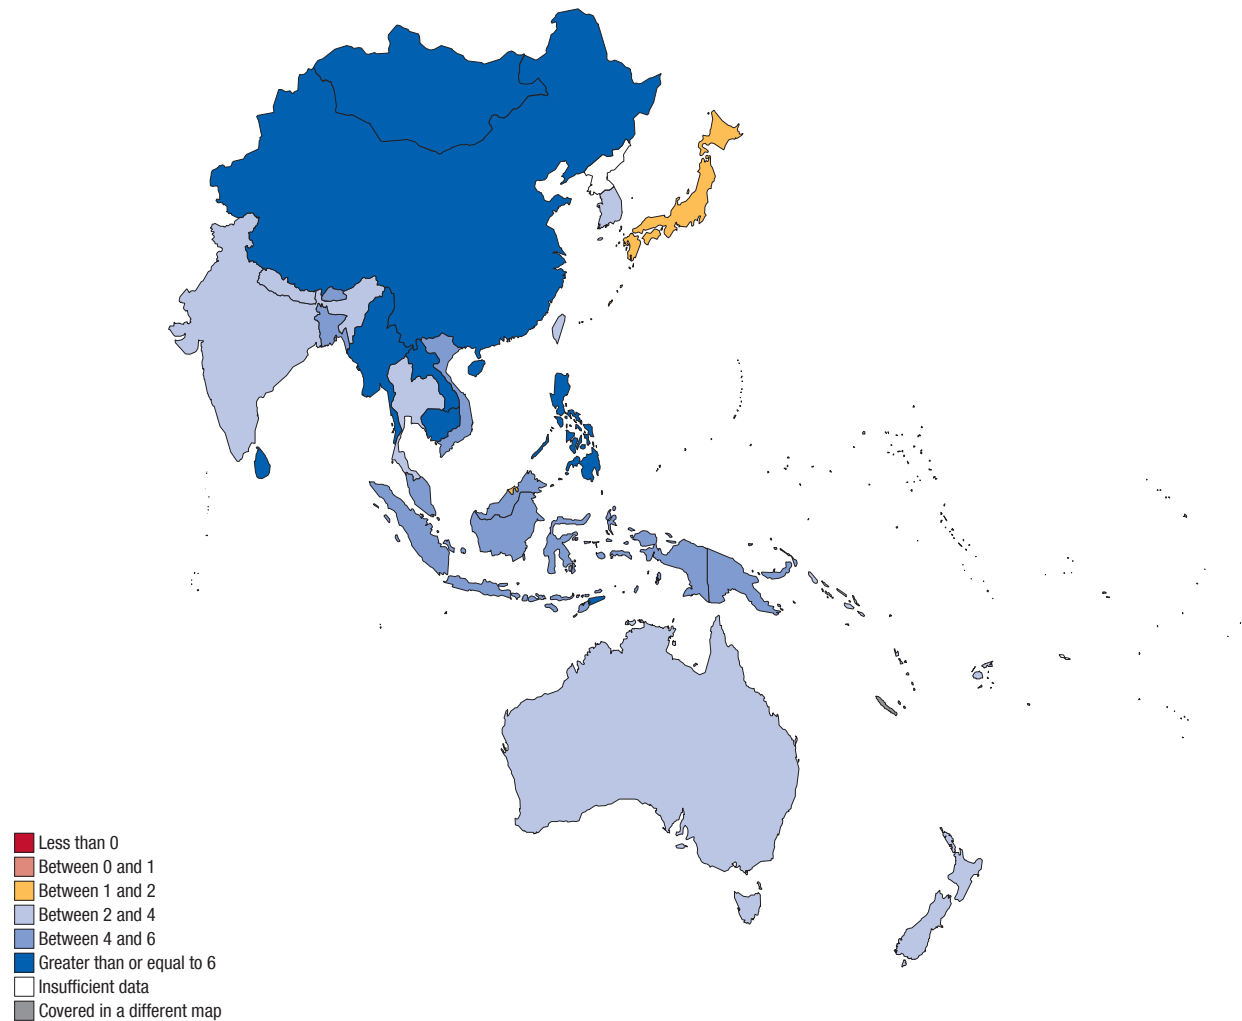 Less than 0
Between 0 and 1
Between 1 and 2
Between 2 and 4
Between 4 and 6
Greater than or equal to 6
Insufficient data
Covered in a different map